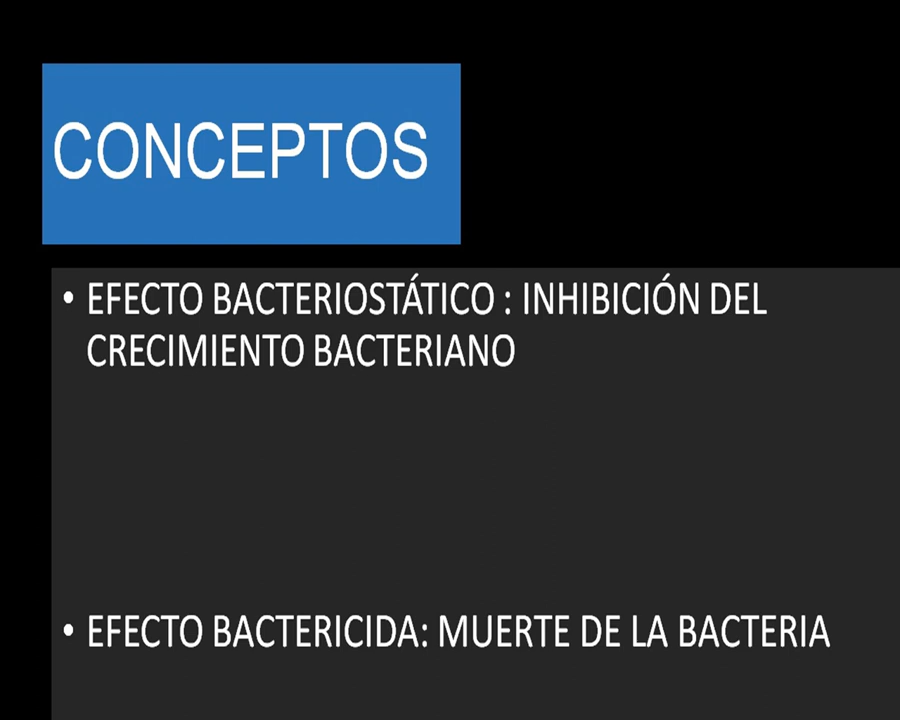 CONCEPTOS
• EFECTO BACTERIOSTÁTICO : INHIBICIÓN DEL
CRECIMIENTO BACTERIANO
• EFECTO BACTERICIDA: MUERTE DE LA BACTERIA